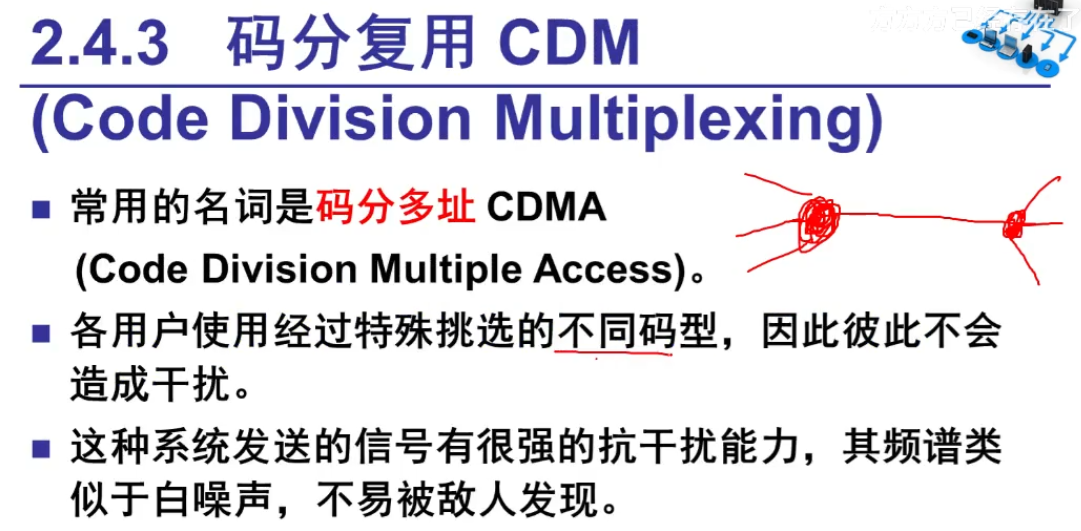 2.4.3 码分复用 CDM
(Code Division Multiplexing)
■ 常用的名词是码分多址 CDMA
(Code Division Multiple Access)。
■ 各用户使用经过特殊挑选的不同码型，因此彼此不会
造成干扰。
■ 这种系统发送的信号有很强的抗干扰能力，其频谱类
似于白噪声，不易被敌人发现。